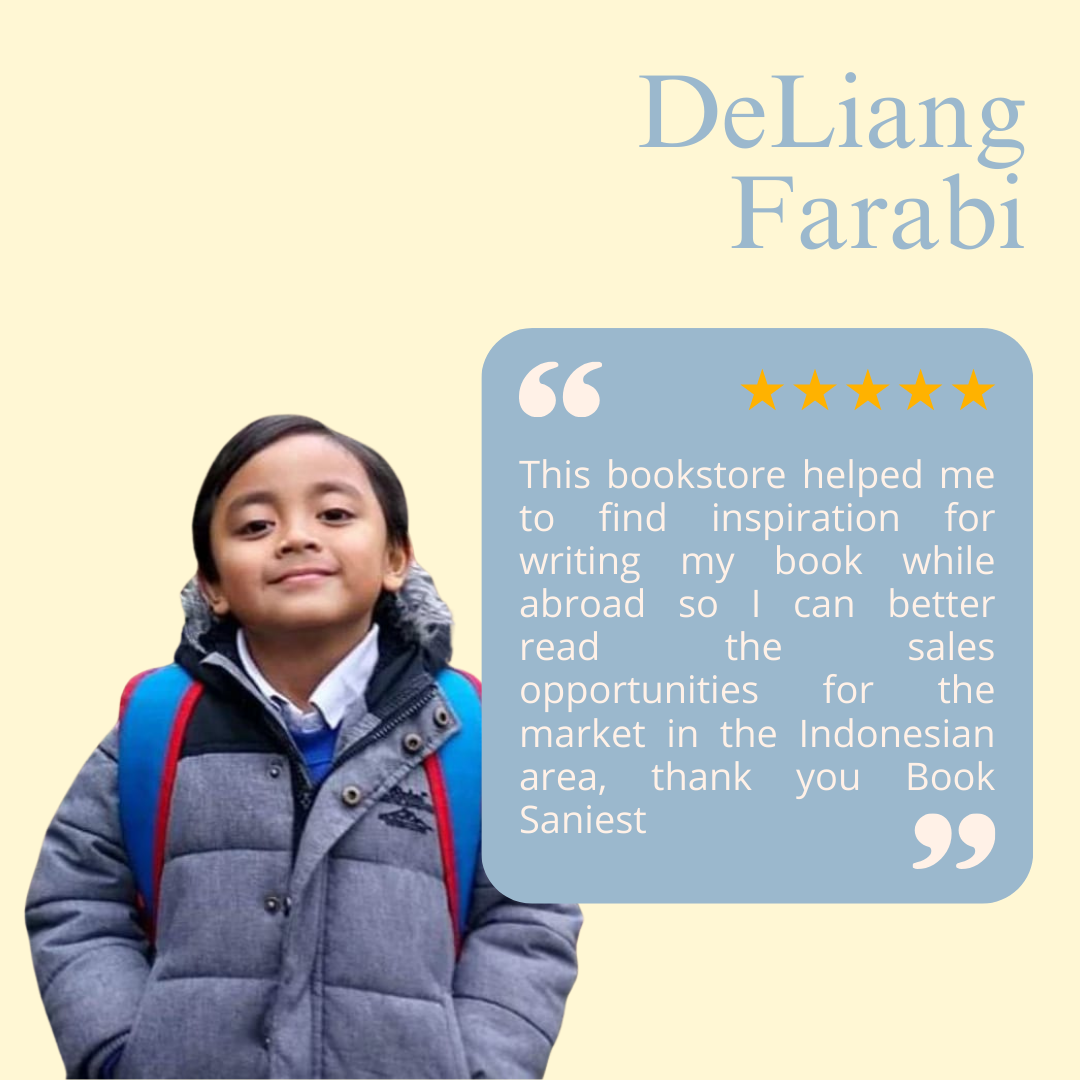 DeLiang
Farabi
“
★★★★★
This bookstore helped me
to find inspiration for
writing my book while
abroad so I can better
read the sales
opportunities for the
market in the Indonesian
area, thank you Book
Saniest
”